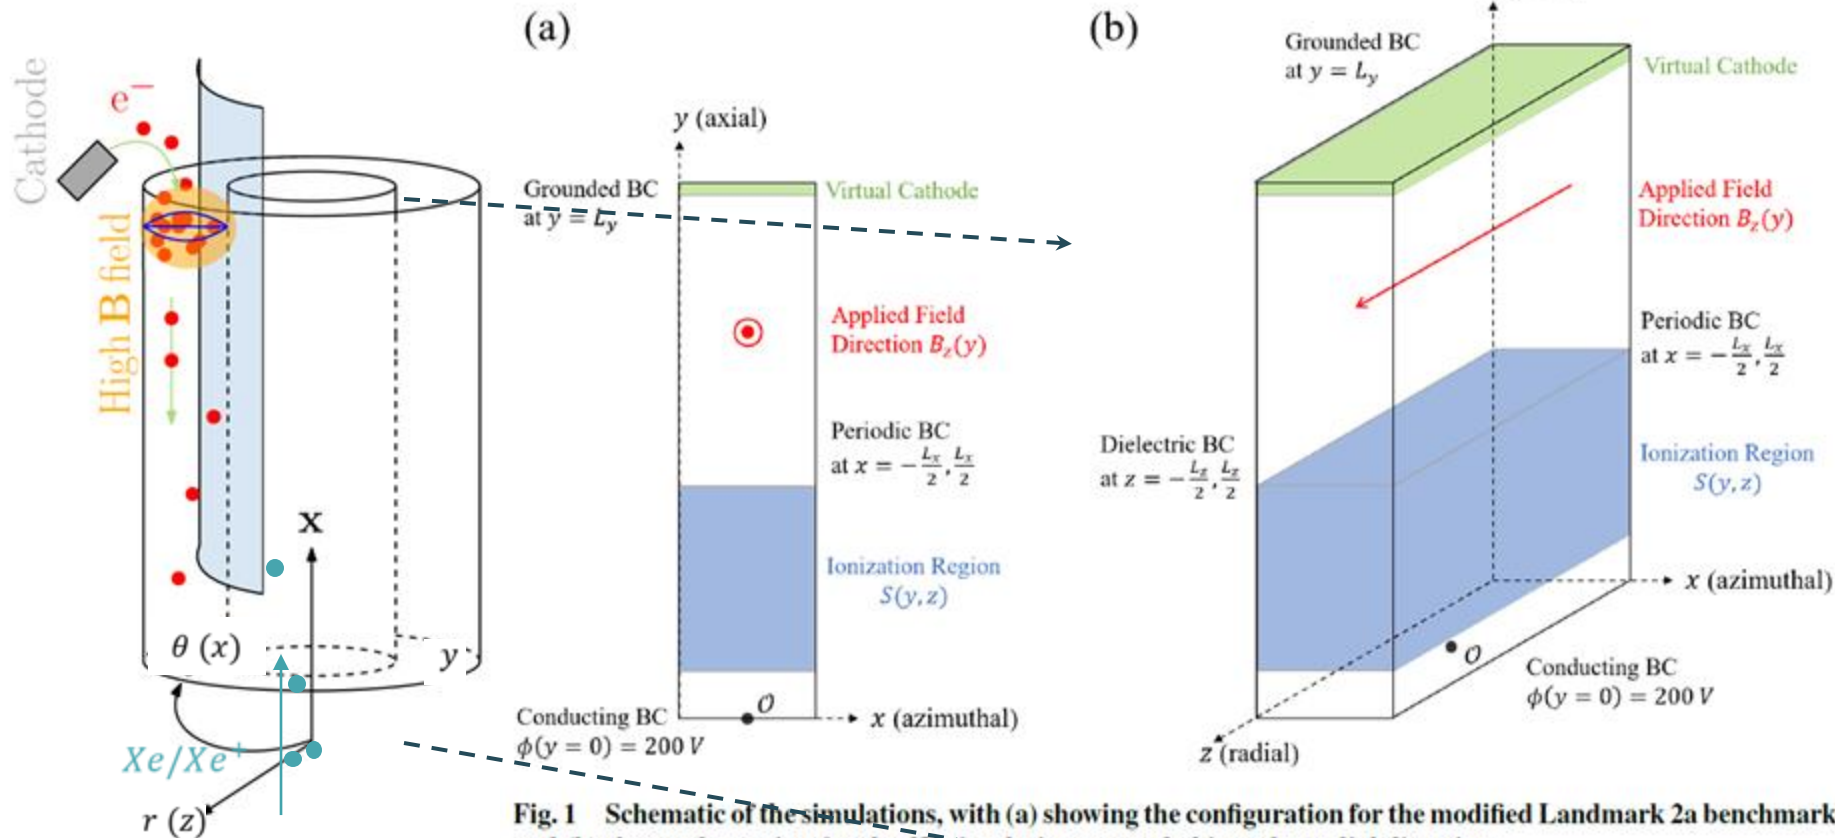 Cathode
e⁻
High B field
x
θ (x)
y
Xe/Xe⁺
r (z)
(a)
y (axial)
Grounded BC
at y = L_y
Virtual Cathode
Applied Field
Direction B_z(y)
Periodic BC
at x = −L_x/2, L_x/2
Ionization Region
S(y, z)
O
x (azimuthal)
Conducting BC
ϕ(y = 0) = 200 V
(b)
Grounded BC
at y = L_y
Virtual Cathode
Applied Field
Direction B_z(y)
Periodic BC
at x = −L_x/2, L_x/2
Dielectric BC
at z = −L_z/2, L_z/2
Ionization Region
S(y, z)
x (azimuthal)
O
Conducting BC
ϕ(y = 0) = 200 V
z (radial)
Fig. 1 Schematic of the simulations, with (a) showing the configuration for the modified Landmark 2a benchmark